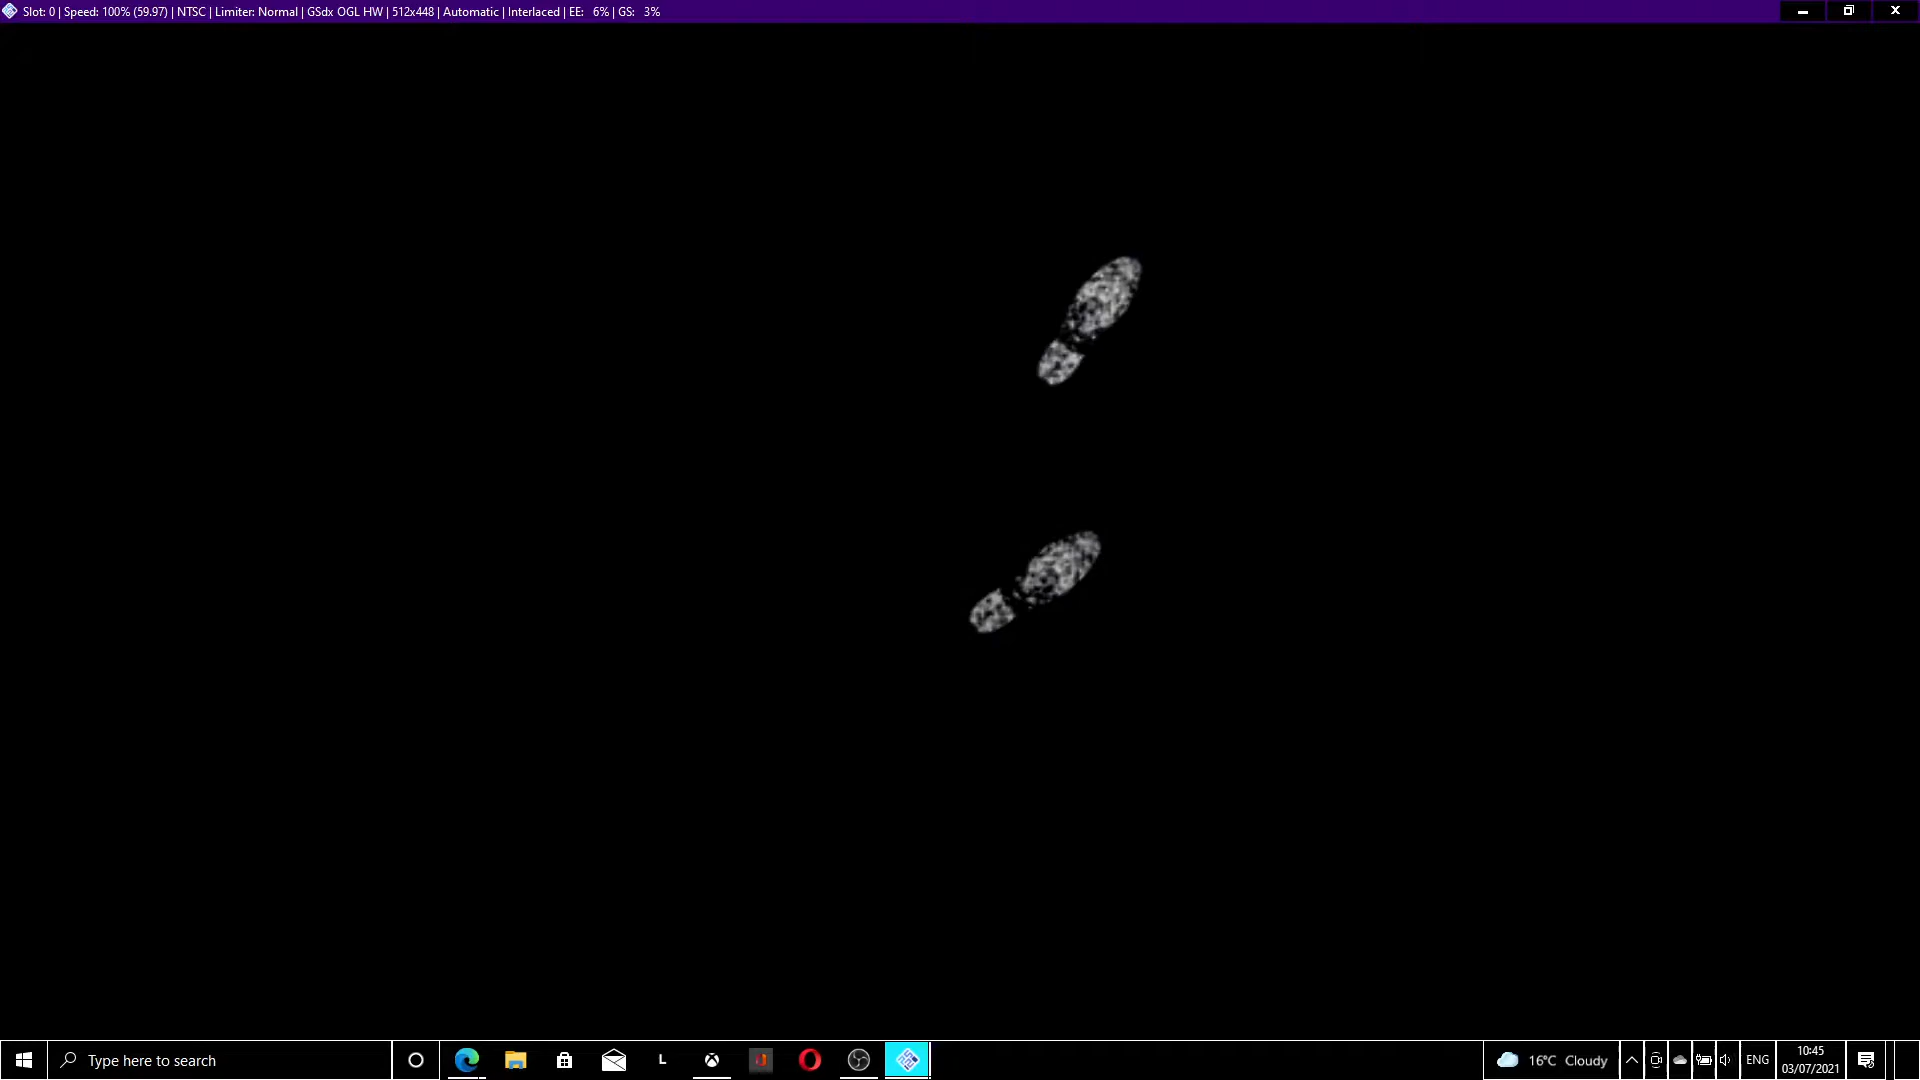 Slot: 0 | Speed: 100% (59.97) | NTSC | Limiter: Normal | GSdx OGL HW | 512x448 | Automatic | Interlaced | EE: 6% | GS: 3%
Type here to search
L
16°C Cloudy
ENG
10:45
03/07/2021